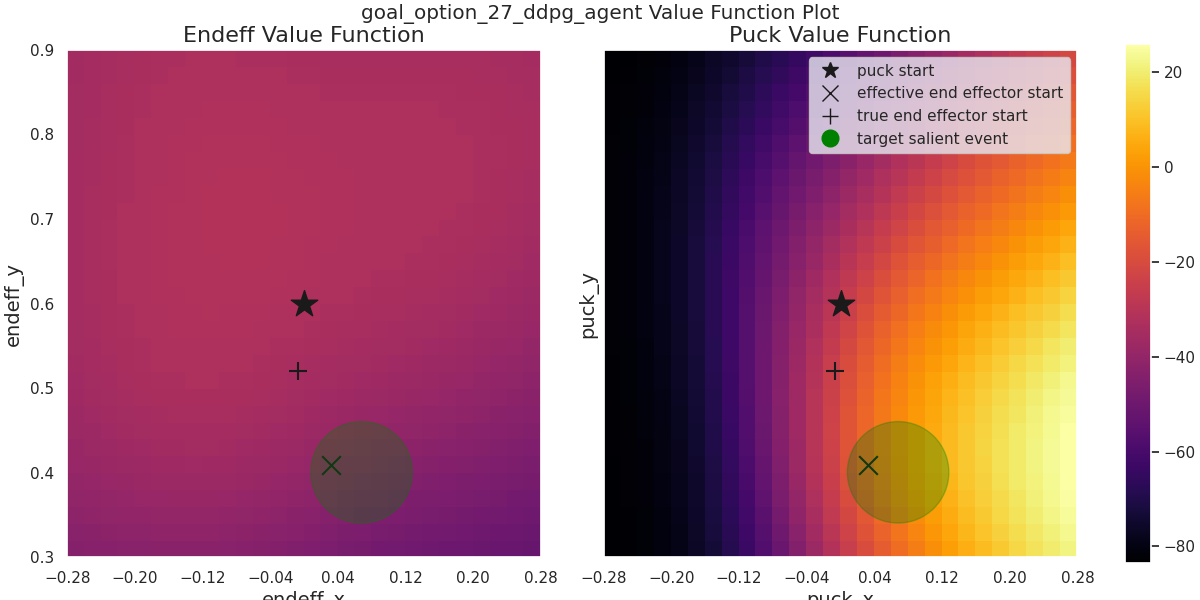 goal_option_27_ddpg_agent Value Function Plot
Endeff Value Function
Puck Value Function
0.9
0.8
0.7
0.6
0.5
0.4
0.3
endeff_y
−0.28 −0.20 −0.12 −0.04 0.04 0.12 0.20 0.28
endeff_x
puck start
effective end effector start
true end effector start
target salient event
puck_y
−0.28 −0.20 −0.12 −0.04 0.04 0.12 0.20 0.28
puck_x
20
0
−20
−40
−60
−80